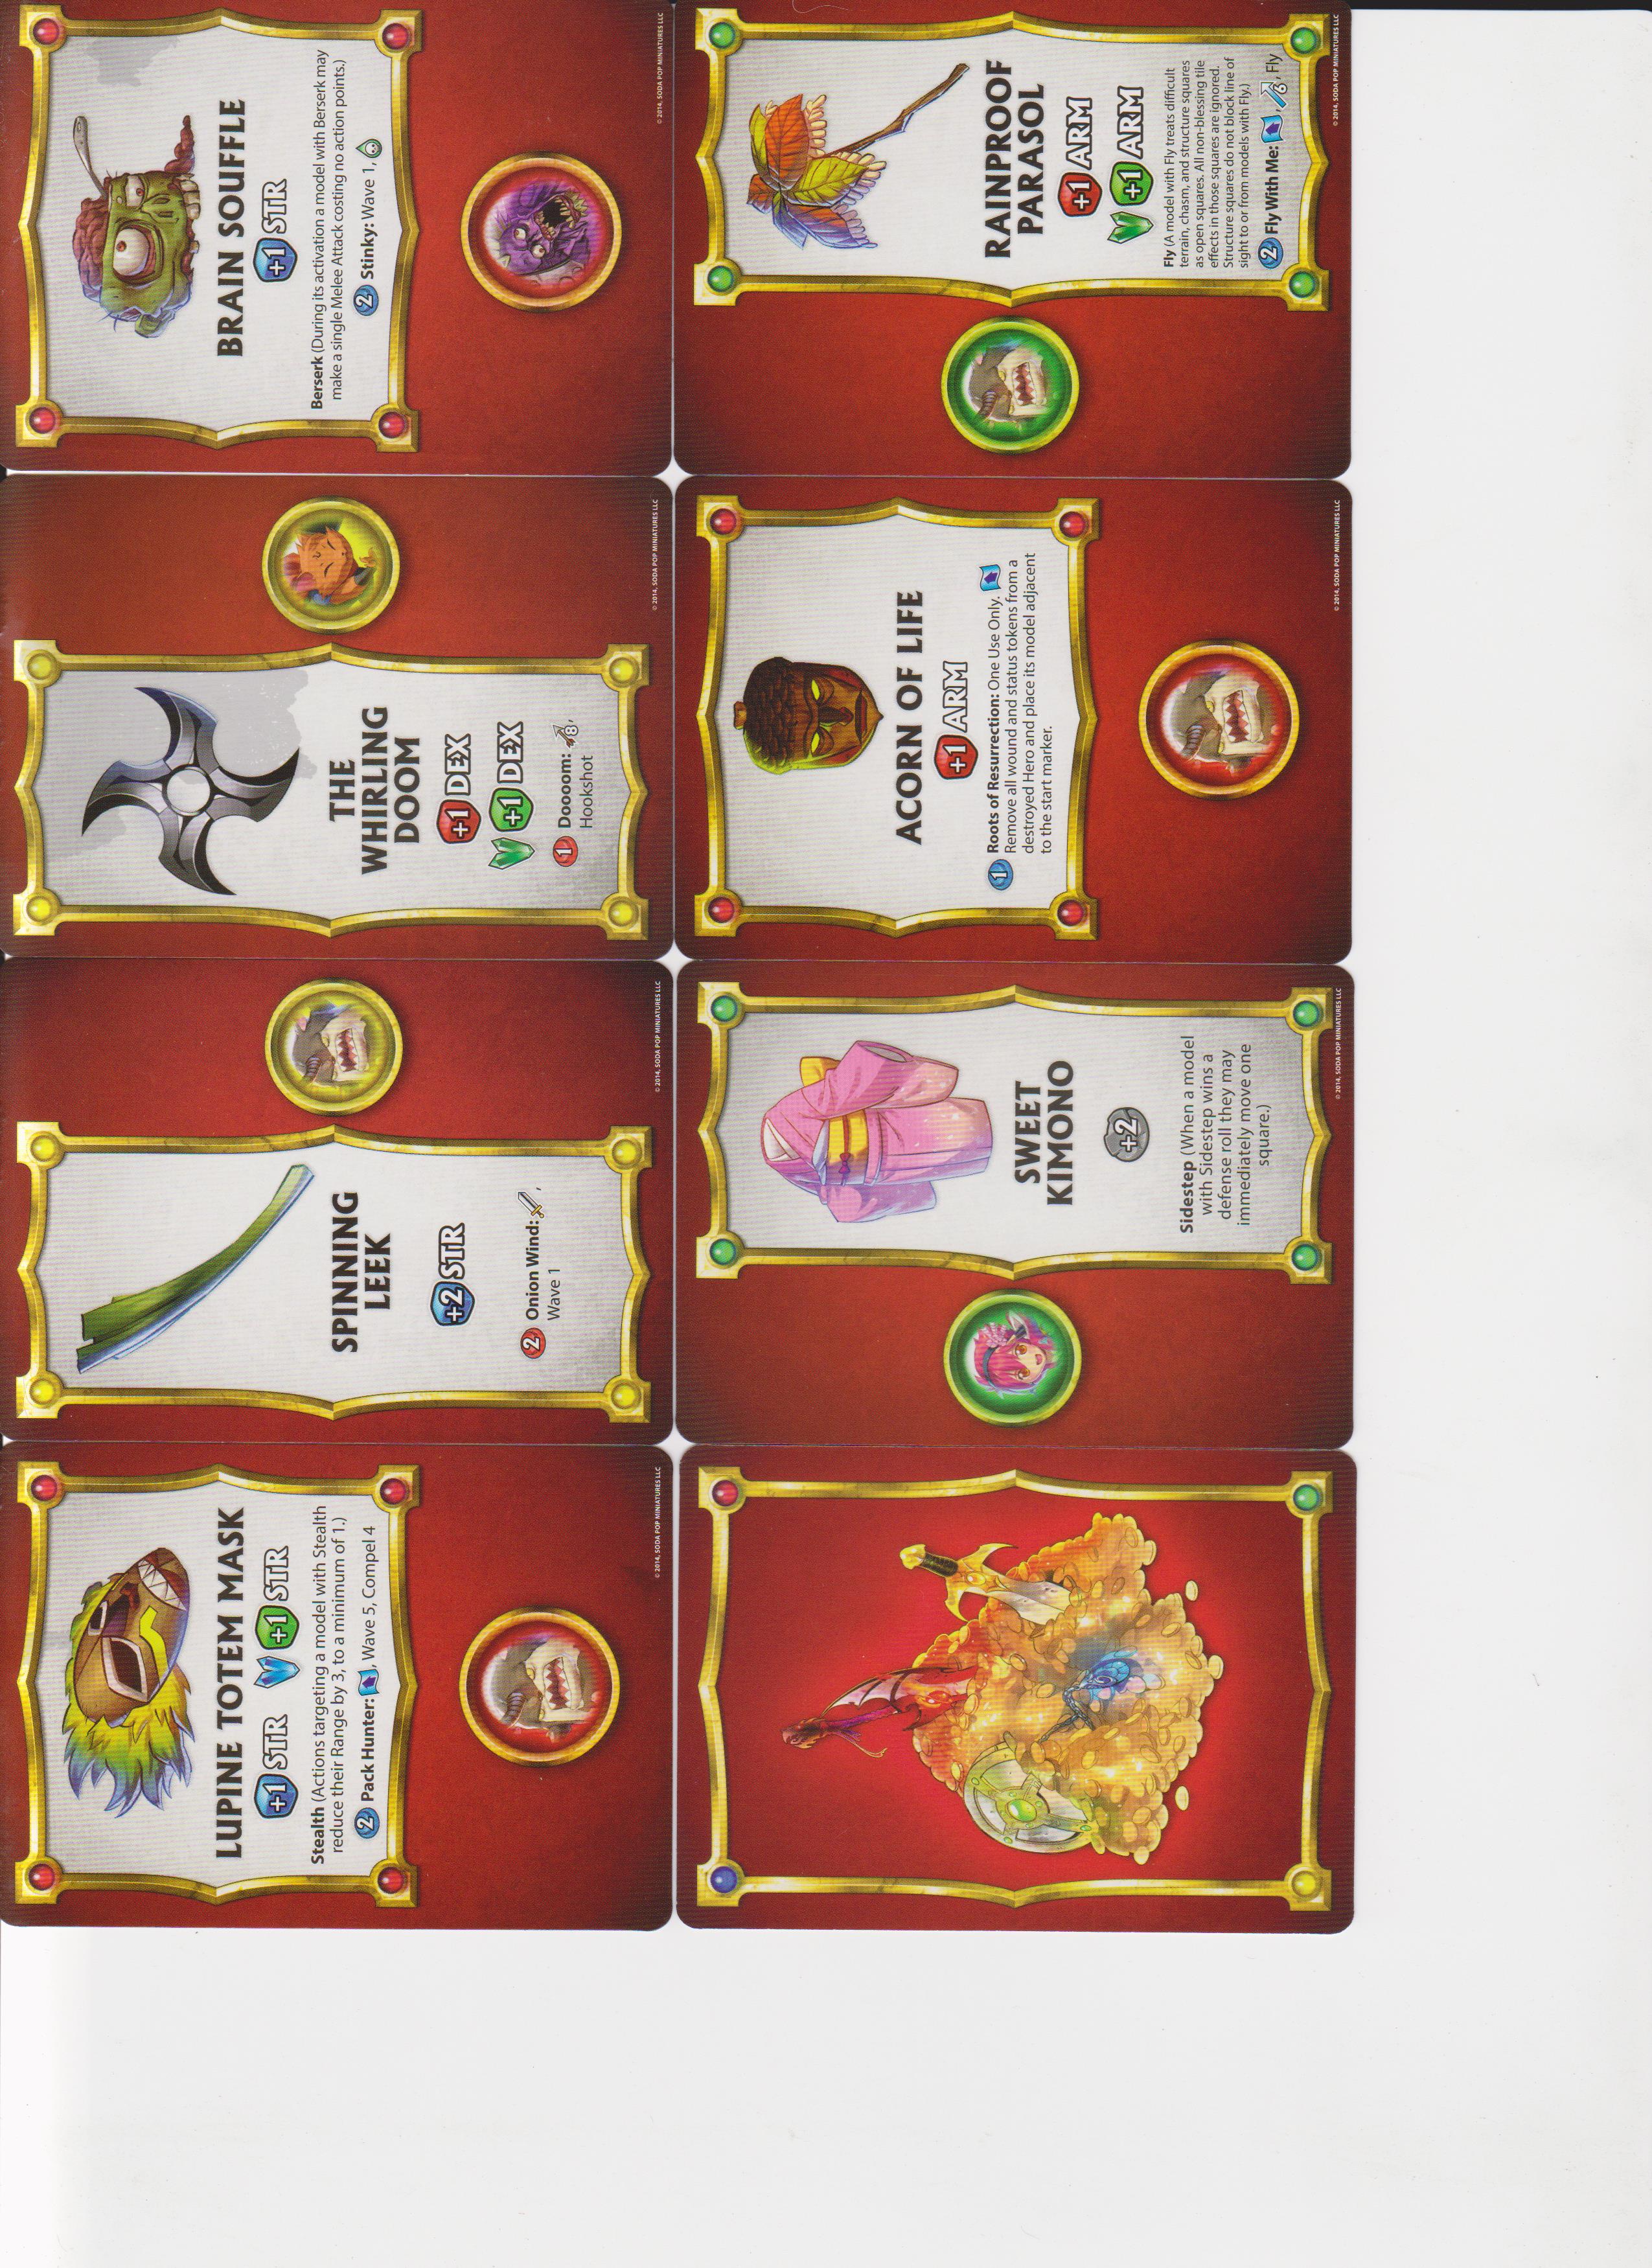 LUPINE TOTEM MASK
+1 STR +1 STR
Stealth (Actions targeting a model with Stealth
reduce their Range by 3, to a minimum of 1.)
2 Pack Hunter: , Wave 5, Compel 4
© 2014, SODA POP MINIATURES LLC
SPINNING
LEEK
+2 STR
2 Onion Wind: ,
Wave 1
© 2014, SODA POP MINIATURES LLC
THE
WHIRLING
DOOM
+1 DEX
+1 DEX
1 Doooom: 8,
Hookshot
© 2014, SODA POP MINIATURES LLC
BRAIN SOUFFLE
+1 STR
Berserk (During its activation a model with Berserk may
make a single Melee Attack costing no action points.)
2 Stinky: Wave 1,
© 2014, SODA POP MINIATURES LLC
SWEET
KIMONO
+2
Sidestep (When a model
with Sidestep wins a
defense roll they may
immediately move one
square.)
© 2014, SODA POP MINIATURES LLC
ACORN OF LIFE
+1 ARM
1 Roots of Resurrection: One Use Only.
Remove all wound and status tokens from a
destroyed Hero and place its model adjacent
to the start marker.
© 2014, SODA POP MINIATURES LLC
RAINPROOF
PARASOL
+1 ARM
+1 ARM
Fly (A model with Fly treats difficult
terrain, chasm, and structure squares
as open squares. All non-blessing tile
effects in those squares are ignored.
Structure squares do not block line of
sight to or from models with Fly.)
2 Fly With Me: , 6, Fly
© 2014, SODA POP MINIATURES LLC